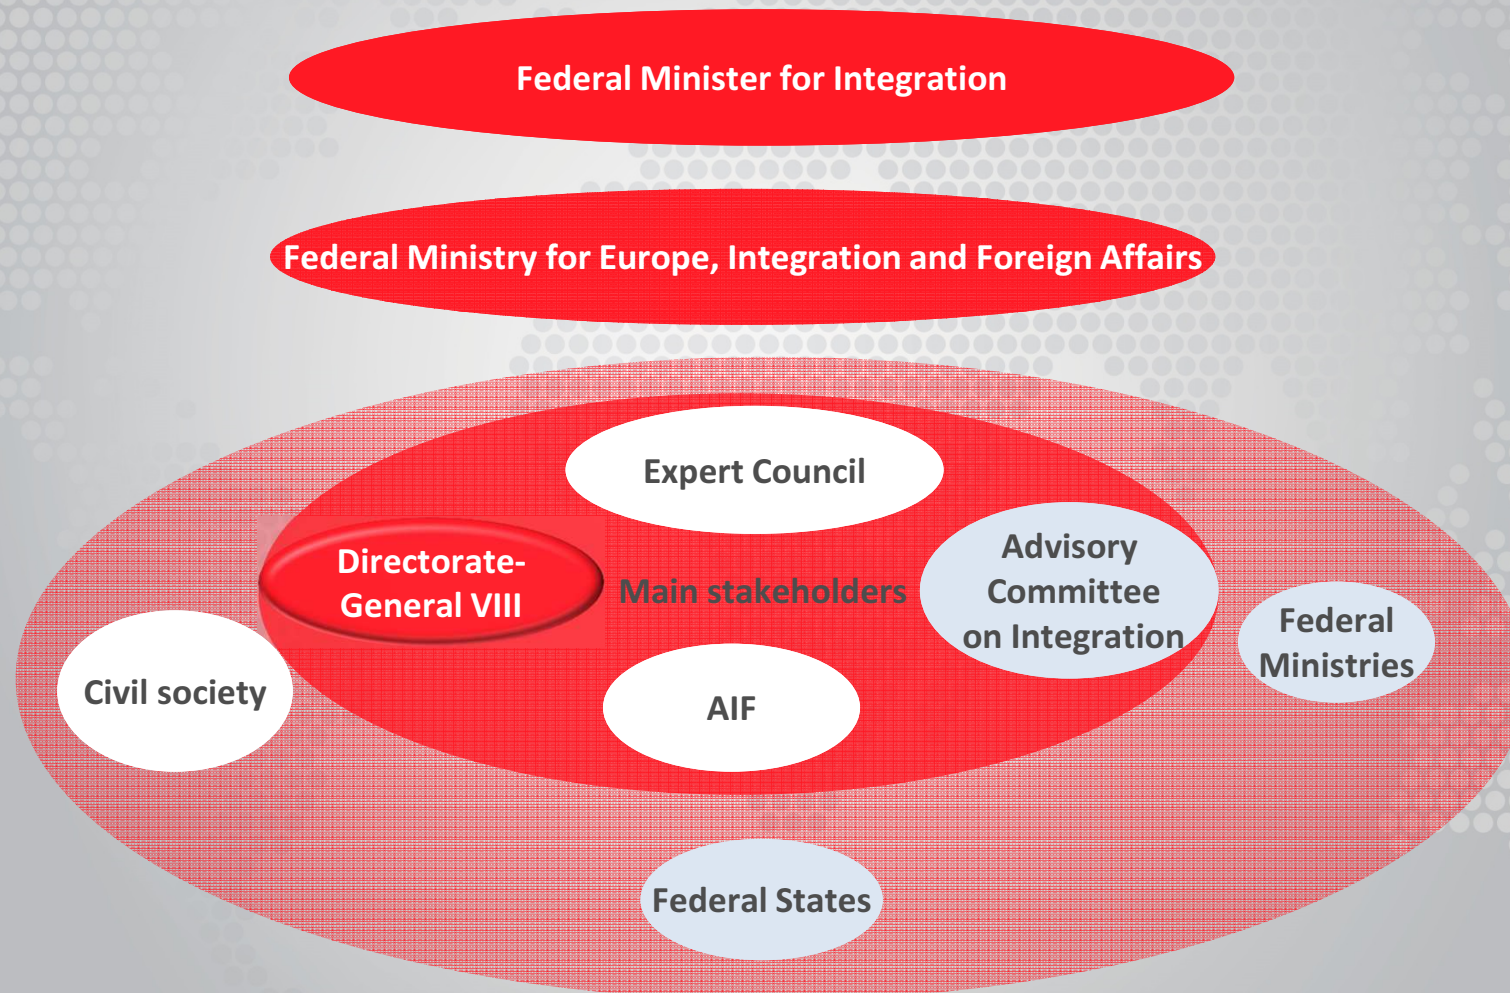 Federal Minister for Integration
Federal Ministry for Europe, Integration and Foreign Affairs
Expert Council
Directorate-
General VIII
Main stakeholders
Advisory
Committee
on Integration
Federal
Ministries
Civil society
AIF
Federal States